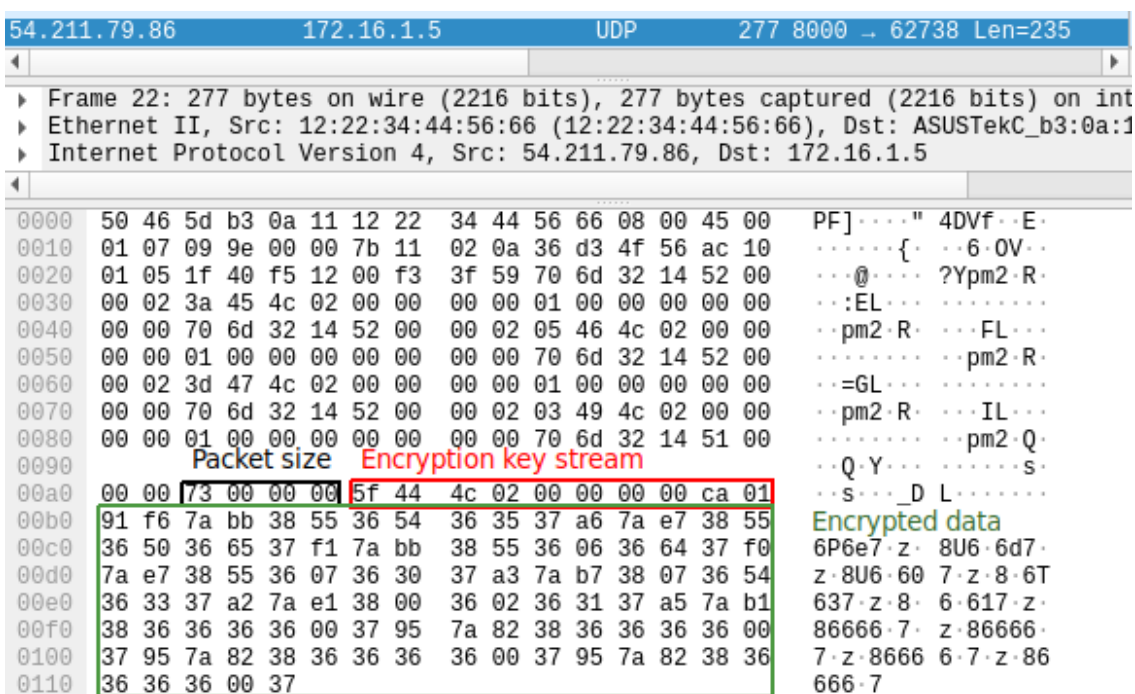 54.211.79.86 172.16.1.5 UDP 277 8000 → 62738 Len=235
Frame 22: 277 bytes on wire (2216 bits), 277 bytes captured (2216 bits) on int
Ethernet II, Src: 12:22:34:44:56:66 (12:22:34:44:56:66), Dst: ASUSTekC_b3:0a:1
Internet Protocol Version 4, Src: 54.211.79.86, Dst: 172.16.1.5
0000 50 46 5d b3 0a 11 12 22 34 44 56 66 08 00 45 00 PF]····" 4DVf··E·
0010 01 07 09 9e 00 00 7b 11 02 0a 36 d3 4f 56 ac 10 ······{· ··6·OV··
0020 01 05 1f 40 f5 12 00 f3 3f 59 70 6d 32 14 52 00 ···@···· ?Ypm2·R·
0030 00 02 3a 45 4c 02 00 00 00 00 01 00 00 00 00 00 ··:EL··· ········
0040 00 00 70 6d 32 14 52 00 00 02 05 46 4c 02 00 00 ··pm2·R· ···FL···
0050 00 00 01 00 00 00 00 00 00 00 70 6d 32 14 52 00 ········ ··pm2·R·
0060 00 02 3d 47 4c 02 00 00 00 00 01 00 00 00 00 00 ··=GL··· ········
0070 00 00 70 6d 32 14 52 00 00 02 03 49 4c 02 00 00 ··pm2·R· ···IL···
0080 00 00 01 00 00 00 00 00 00 00 70 6d 32 14 51 00 ········ ··pm2·Q·
Packet size Encryption key stream
0090 ··Q·Y··· ······s·
00a0 00 00 73 00 00 00 5f 44 4c 02 00 00 00 00 ca 01 ··s···_D L·······
00b0 91 f6 7a bb 38 55 36 54 36 35 37 a6 7a e7 38 55 Encrypted data
00c0 36 50 36 65 37 f1 7a bb 38 55 36 06 36 64 37 f0 6P6e7·z· 8U6·6d7·
00d0 7a e7 38 55 36 07 36 30 37 a3 7a b7 38 07 36 54 z·8U6·60 7·z·8·6T
00e0 36 33 37 a2 7a e1 38 00 36 02 36 31 37 a5 7a b1 637·z·8· 6·617·z·
00f0 38 36 36 36 36 00 37 95 7a 82 38 36 36 36 36 00 86666·7· z·86666·
0100 37 95 7a 82 38 36 36 36 36 00 37 95 7a 82 38 36 7·z·8666 6·7·z·86
0110 36 36 36 00 37 666·7